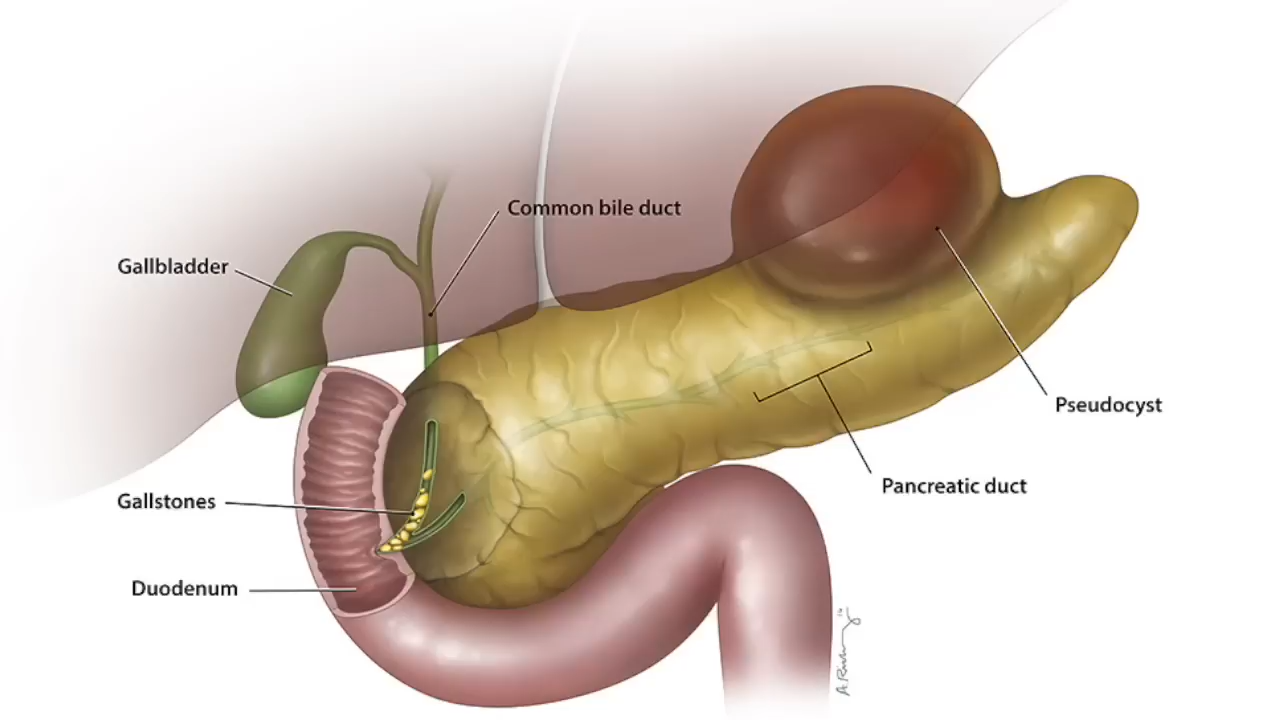 Common bile duct
Gallbladder
Pseudocyst
Pancreatic duct
Gallstones
Duodenum